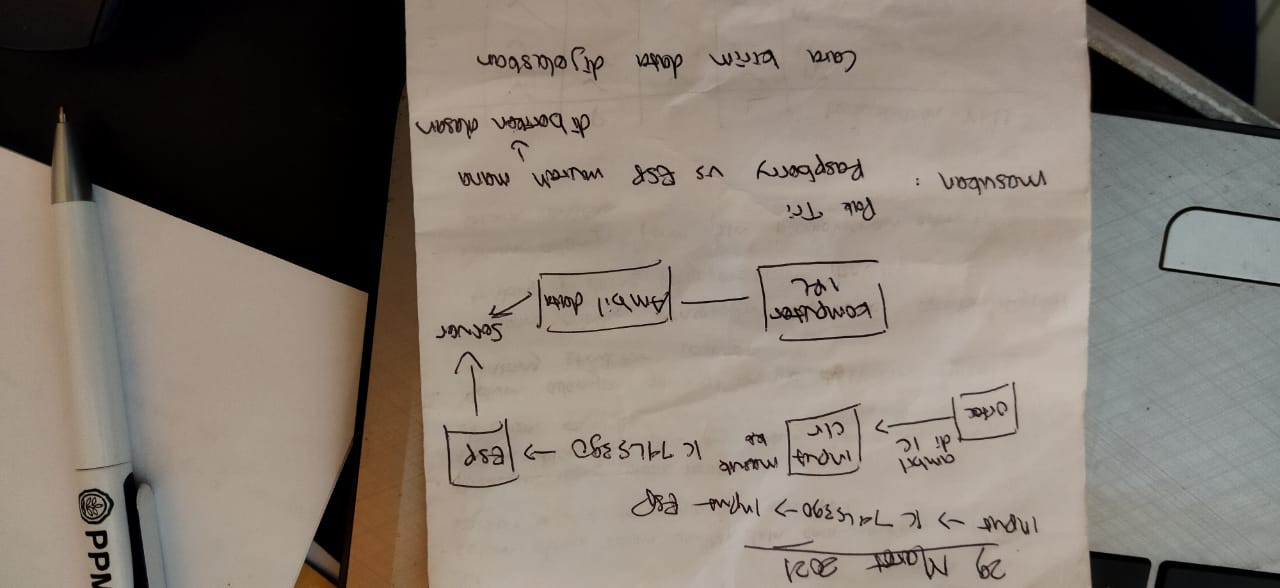 29 Maret 2021
Input → IC 74LS390 → Input ESP
ambil di IC
Ortec
Input clr
masuk ke
IC 74LS390 →
ESP
Server
Komputer
Ambil data
Pak Tri
masukan :
Raspberry vs ESP murah mana
diberikan alasan
Cara kirim data dijelaskan
PPM